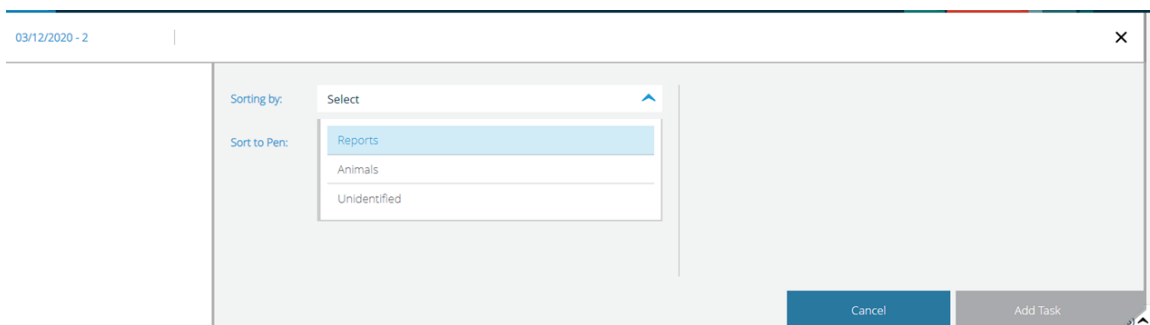 03/12/2020 - 2
Sorting by: Select
Sort to Pen: Reports
Animals
Unidentified
Cancel Add Task